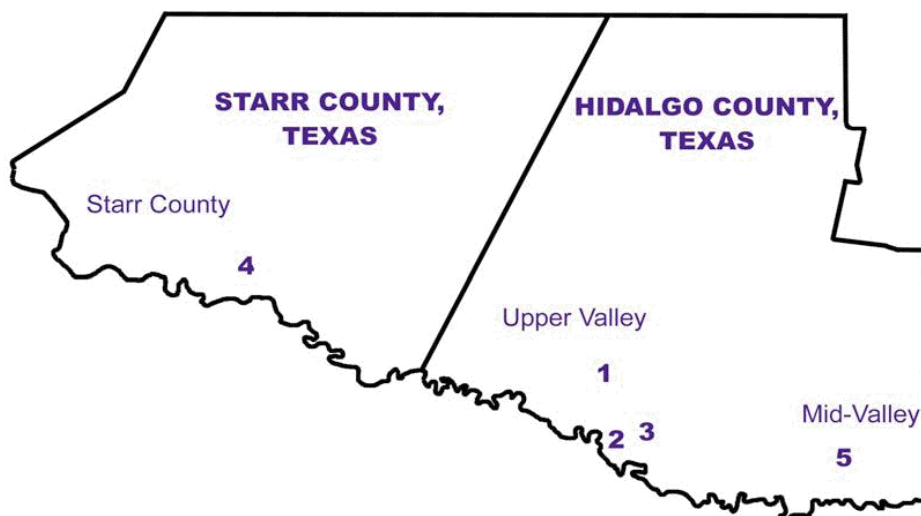 STARR COUNTY,
TEXAS
HIDALGO COUNTY,
TEXAS
Starr County
4
Upper Valley
1
2
3
Mid-Valley
5